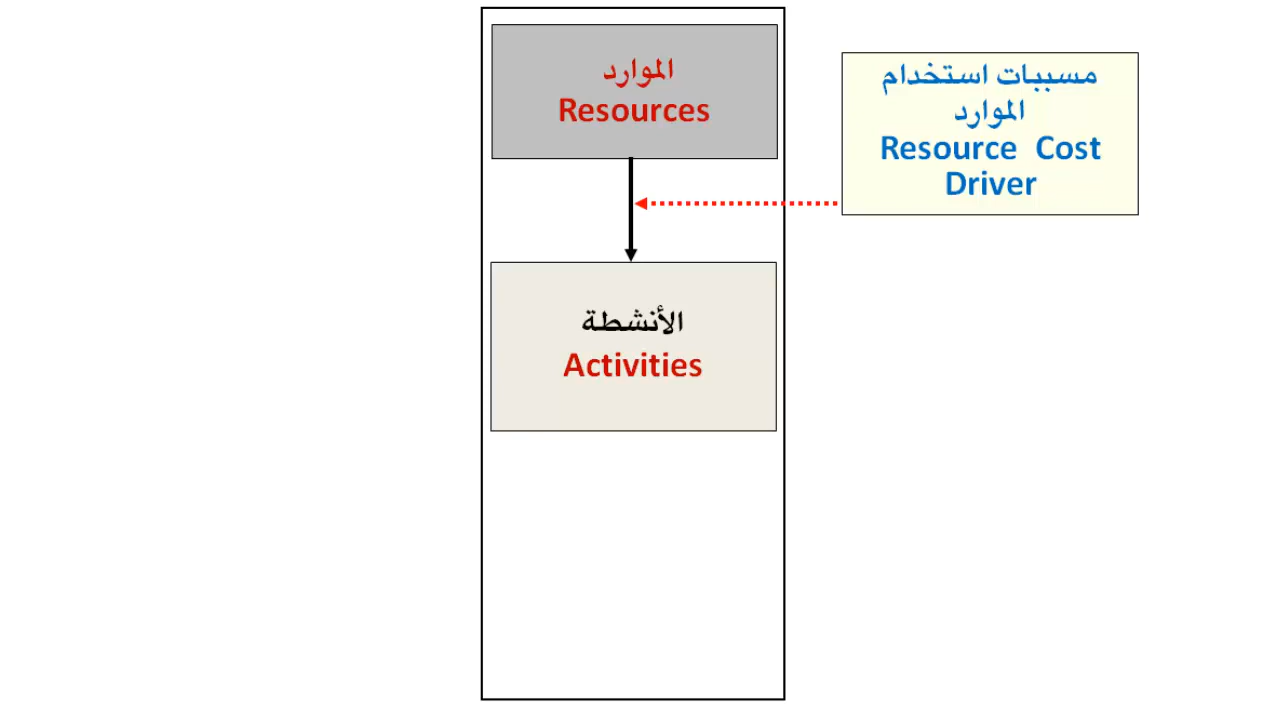 الموارد
Resources
مسببات استخدام
الموارد
Resource Cost
Driver
الأنشطة
Activities